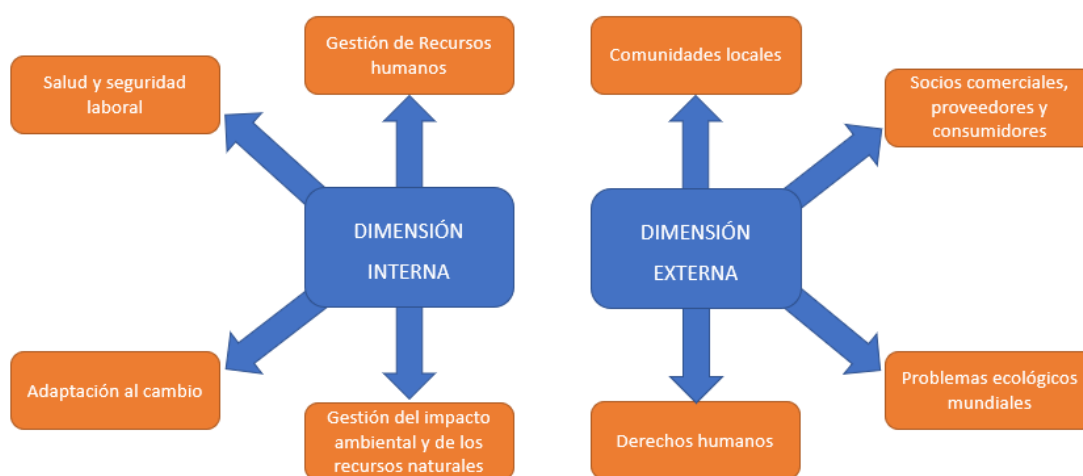 Gestión de Recursos
humanos
Salud y seguridad
laboral
DIMENSIÓN
INTERNA
Adaptación al cambio
Gestión del impacto
ambiental y de los
recursos naturales
Comunidades locales
Socios comerciales,
proveedores y
consumidores
DIMENSIÓN
EXTERNA
Problemas ecológicos
mundiales
Derechos humanos